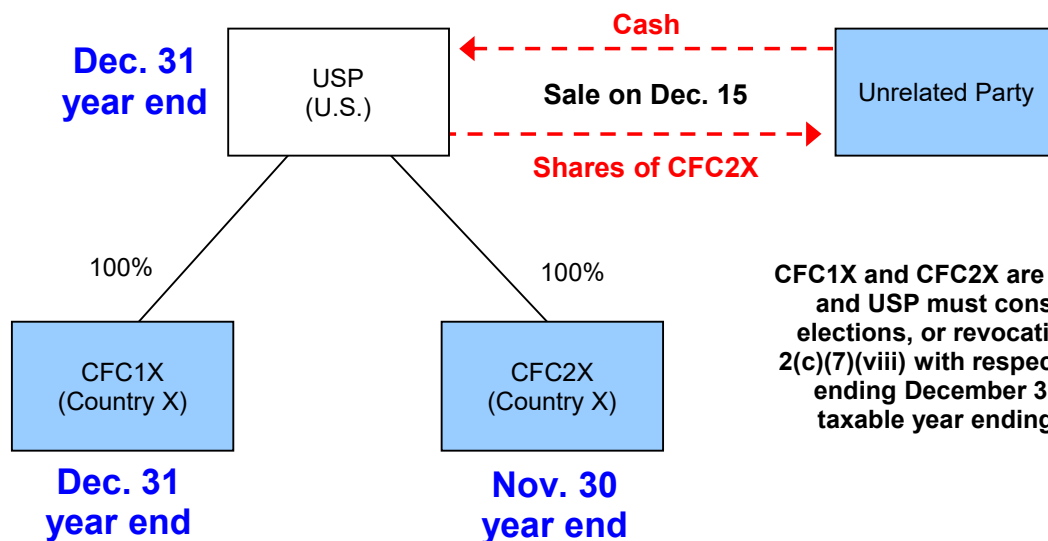 Cash
Dec. 31
year end
USP
(U.S.)
Sale on Dec. 15
Unrelated Party
Shares of CFC2X
100%
100%
CFC1X and CFC2X are
and USP must cons
elections, or revocati
2(c)(7)(viii) with respec
ending December 3
taxable year ending
CFC1X
(Country X)
CFC2X
(Country X)
Dec. 31
year end
Nov. 30
year end